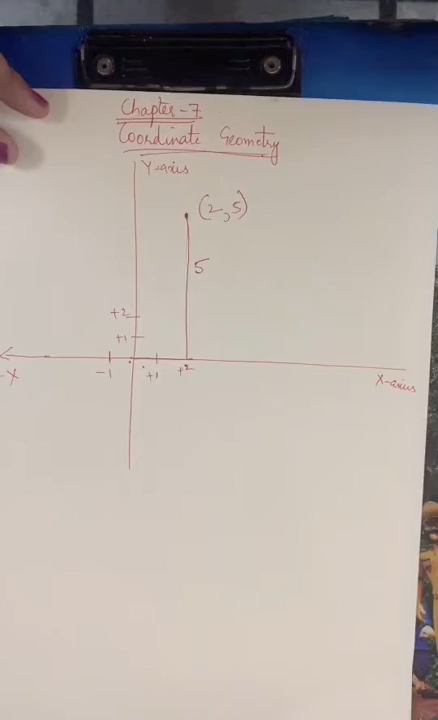 Chapter-7
Coordinate Geometry
Y-axis
(2,5)
5
+2
+1
-X
-1
+1
+2
X-axis